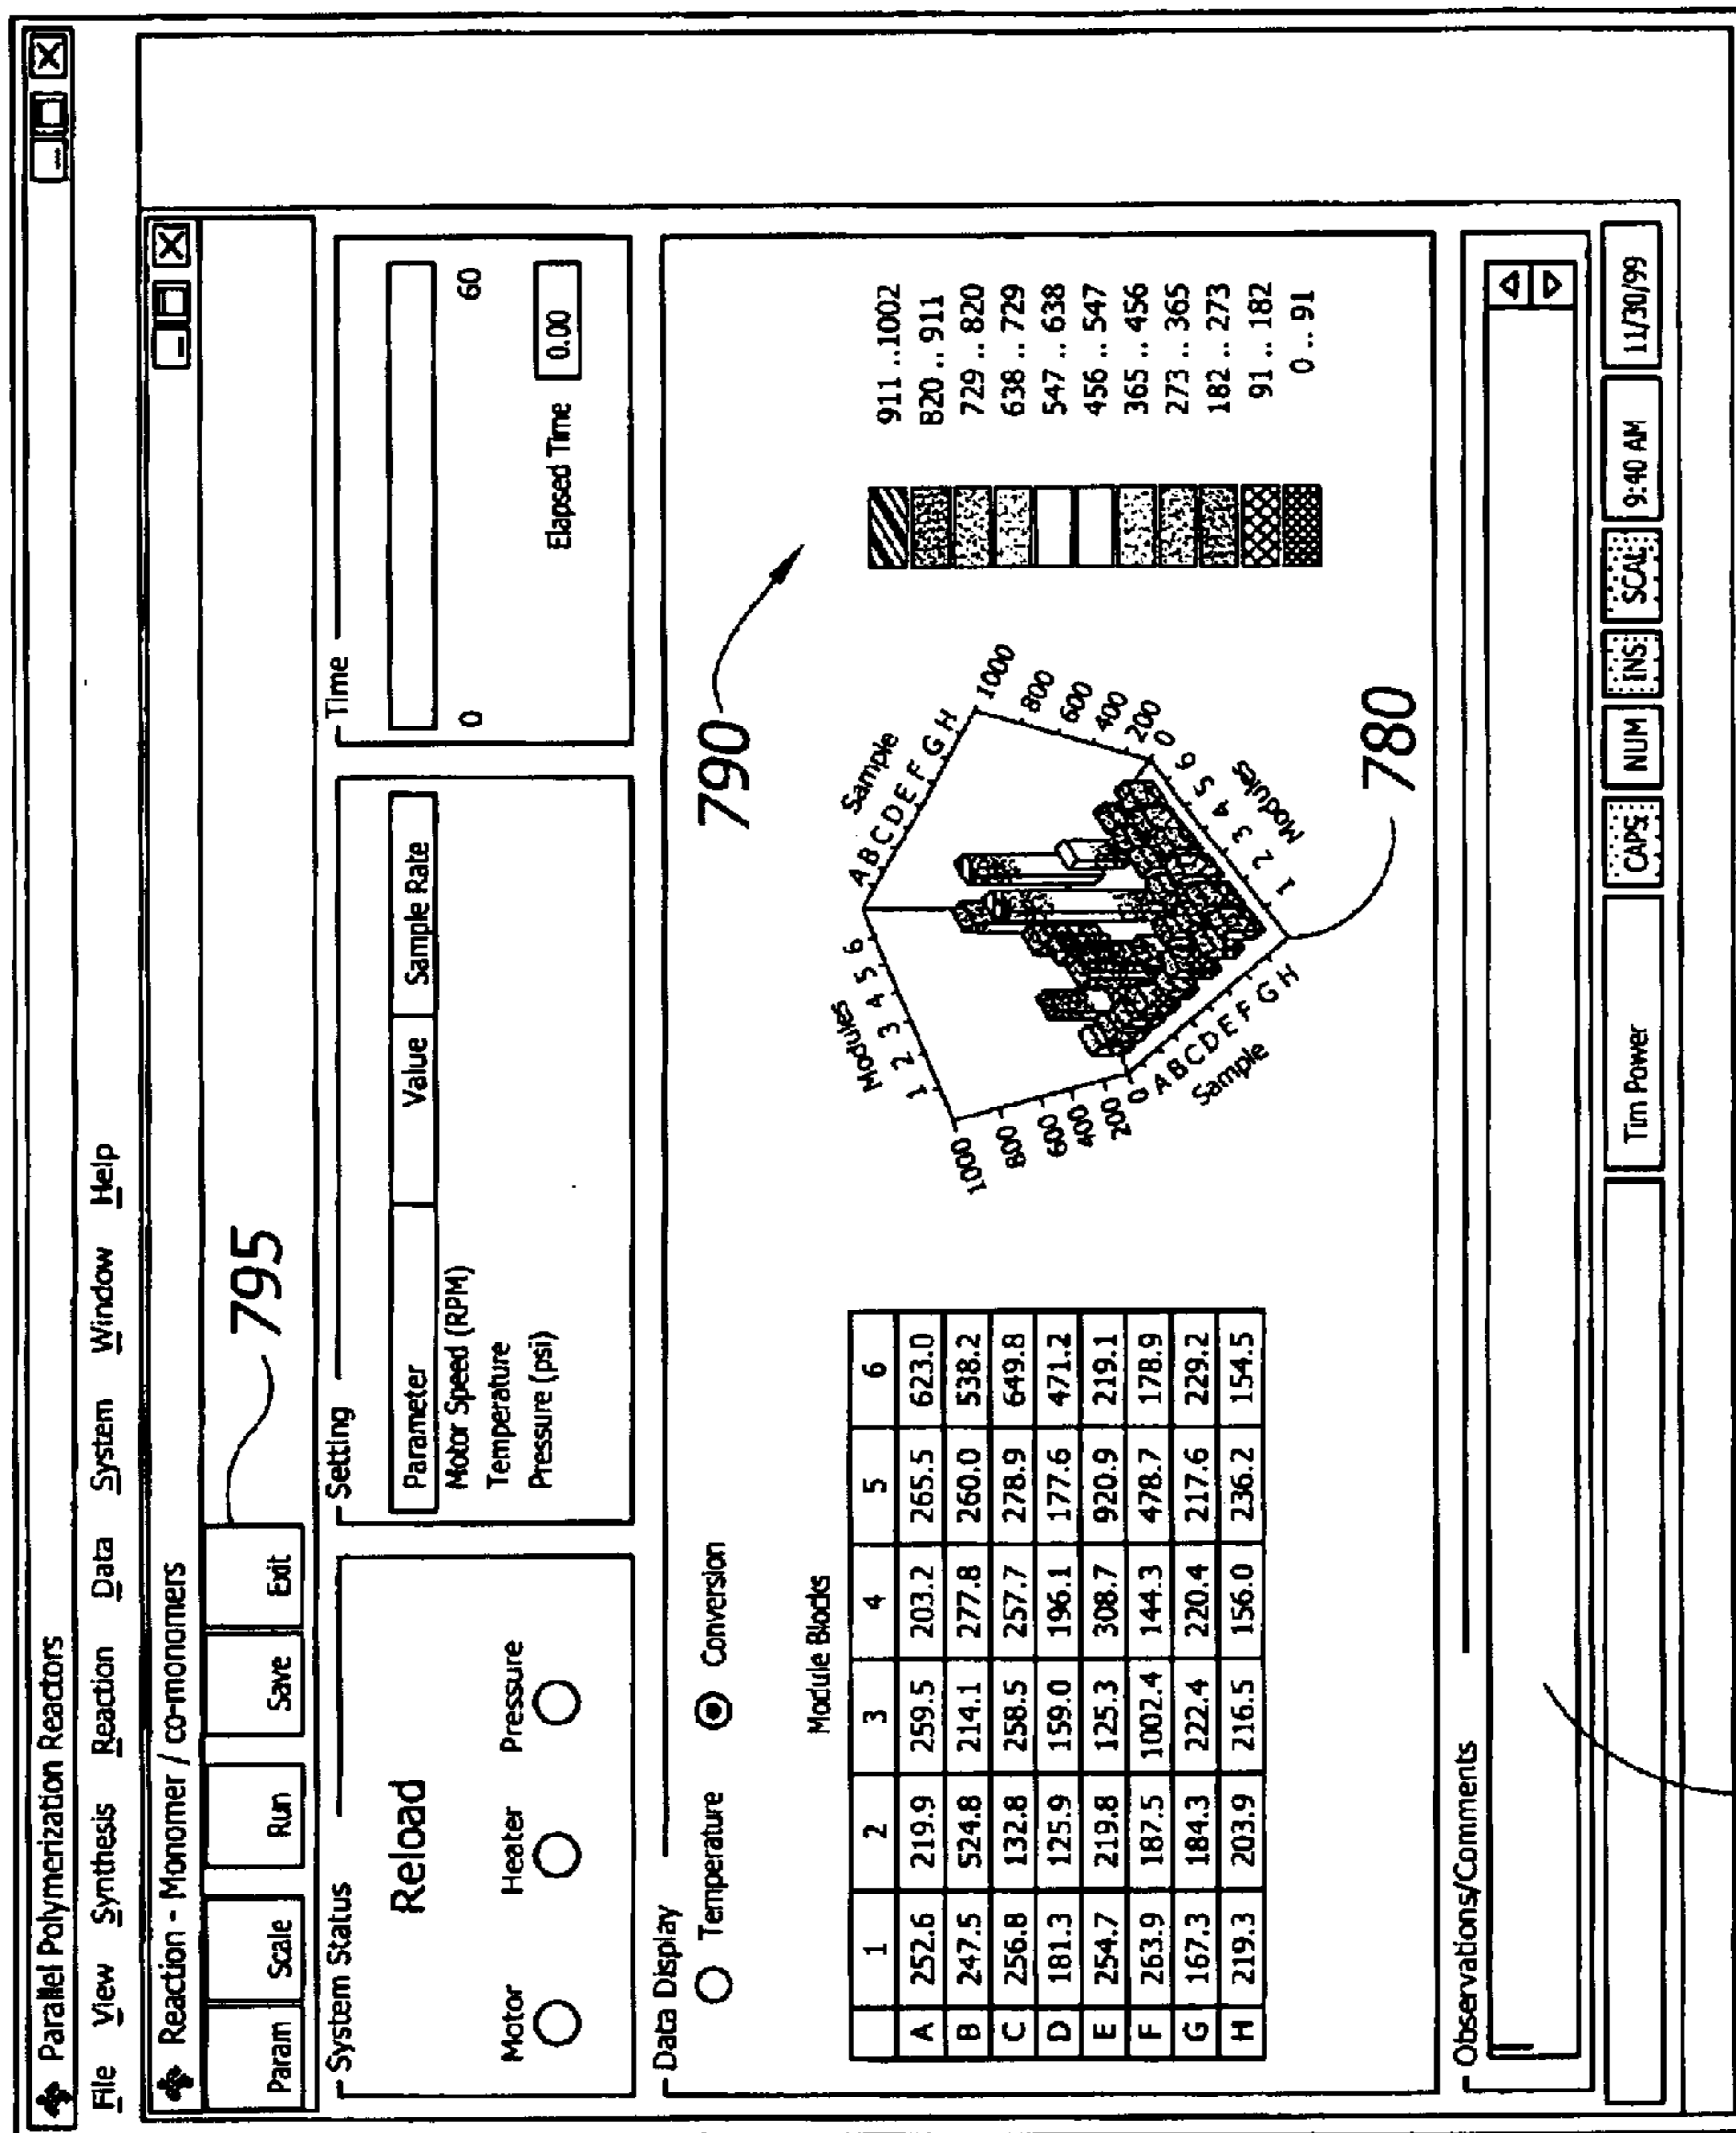 Parallel Polymerization Reactors
File View Synthesis Reaction Data System Window Help
Reaction - Monomer / co-monomers
Param Scale Run Save Exit
795
System Status
Reload
Motor Heater Pressure
Setting
Parameter Value Sample Rate
Motor Speed (RPM)
Temperature
Pressure (psi)
Time
0 60
Elapsed Time 0.00
Data Display
Temperature Conversion
Module Blocks
1 2 3 4 5 6
A 252.6 219.9 259.5 203.2 265.5 623.0
B 247.5 524.8 214.1 277.8 260.0 538.2
C 256.8 132.8 258.5 257.7 278.9 649.8
D 181.3 125.9 159.0 196.1 177.6 471.2
E 254.7 219.8 125.3 308.7 920.9 219.1
F 263.9 187.5 1002.4 144.3 478.7 178.9
G 167.3 184.3 222.4 220.4 217.6 229.2
H 219.3 203.9 216.5 156.0 236.2 154.5
790
Modules
1 2 3 4 5 6
Sample
A B C D E F G H
1000
800
600
400
200
0
A B C D E F G H
Sample
1000
800
600
400
200
0
1 2 3 4 5 6
Modules
780
911 .. 1002
820 .. 911
729 .. 820
638 .. 729
547 .. 638
456 .. 547
365 .. 456
273 .. 365
182 .. 273
91 .. 182
0 .. 91
Observations/Comments
Tim Power CAPS NUM INS SCAL 9:40 AM 11/30/99